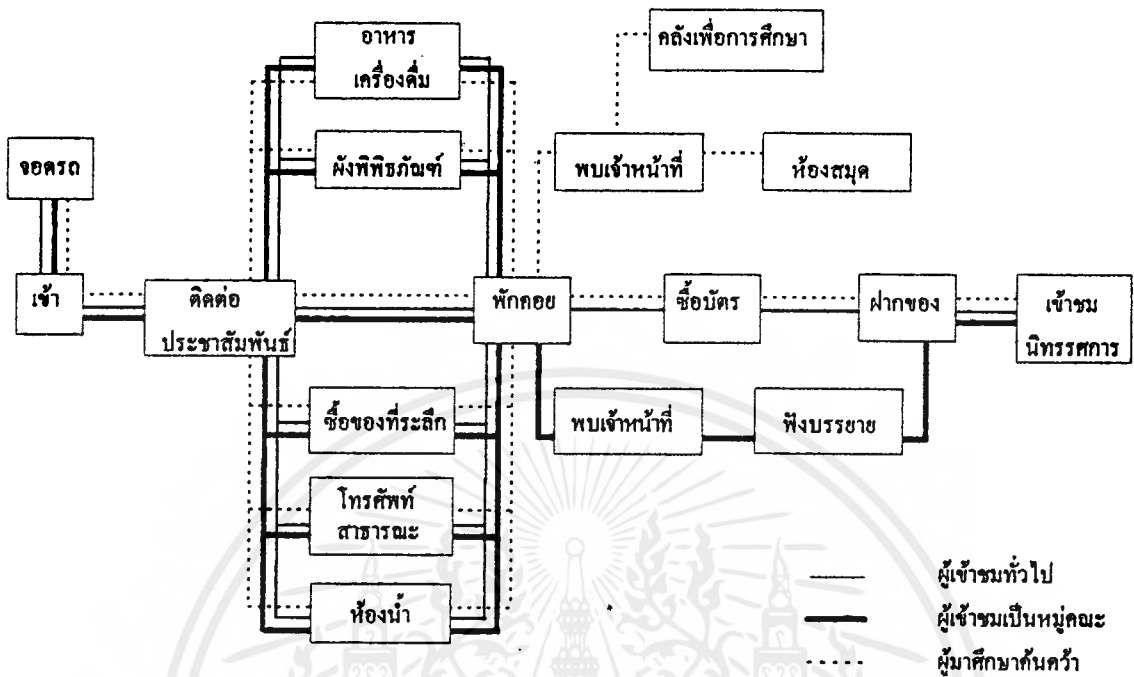 อาหาร
เครื่องดื่ม
คลังเพื่อการศึกษา
จอดรถ
ผังพิพิธภัณฑ์
พบเจ้าหน้าที่
ห้องสมุด
เข้า
ติดต่อ
ประชาสัมพันธ์
พักคอย
ซื้อบัตร
ฝากของ
เข้าชม
นิทรรศการ
ซื้อของที่ระลึก
พบเจ้าหน้าที่
ฟังบรรยาย
โทรศัพท์
สาธารณะ
ห้องน้ำ
ผู้เข้าชมทั่วไป
ผู้เข้าชมเป็นหมู่คณะ
ผู้มาศึกษาค้นคว้า